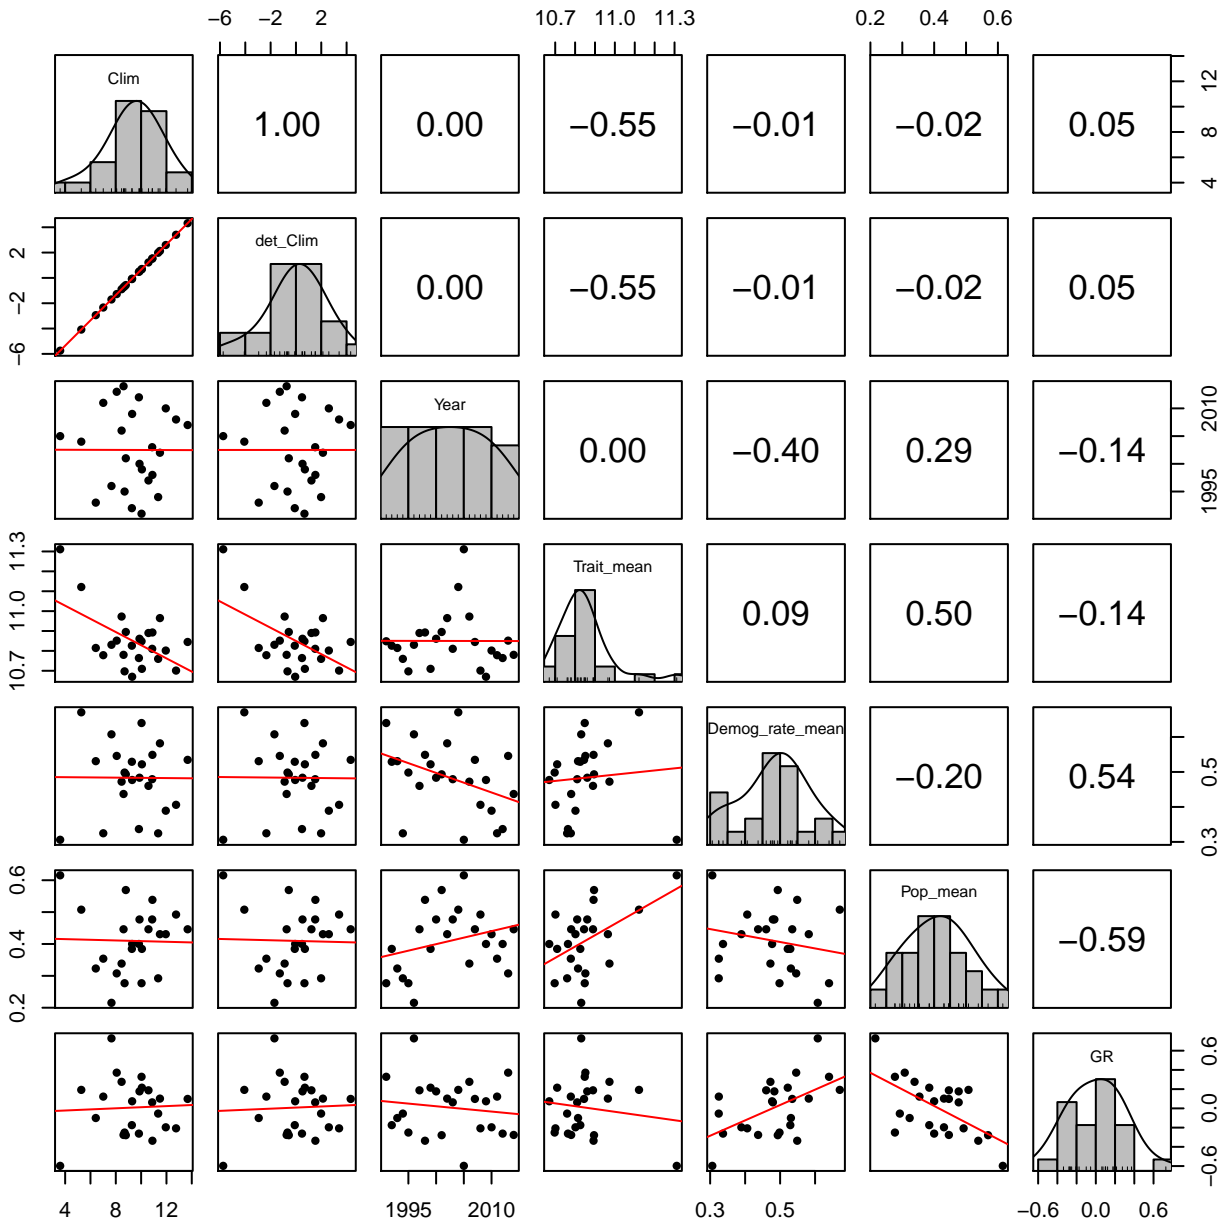 −6 −2 2 10.7 11.0 11.3 0.2 0.4 0.6
Clim 1.00 0.00 −0.55 −0.01 −0.02 0.05 4 8 12
−6 −2 2 det_Clim 0.00 −0.55 −0.01 −0.02 0.05
Year 0.00 −0.40 0.29 −0.14 1995 2010
10.7 11.0 11.3 Trait_mean 0.09 0.50 −0.14
Demog_rate_mean −0.20 0.54 0.3 0.5
0.2 0.4 0.6 Pop_mean −0.59
GR −0.6 0.0 0.6
4 8 12 1995 2010 0.3 0.5 −0.6 0.0 0.6